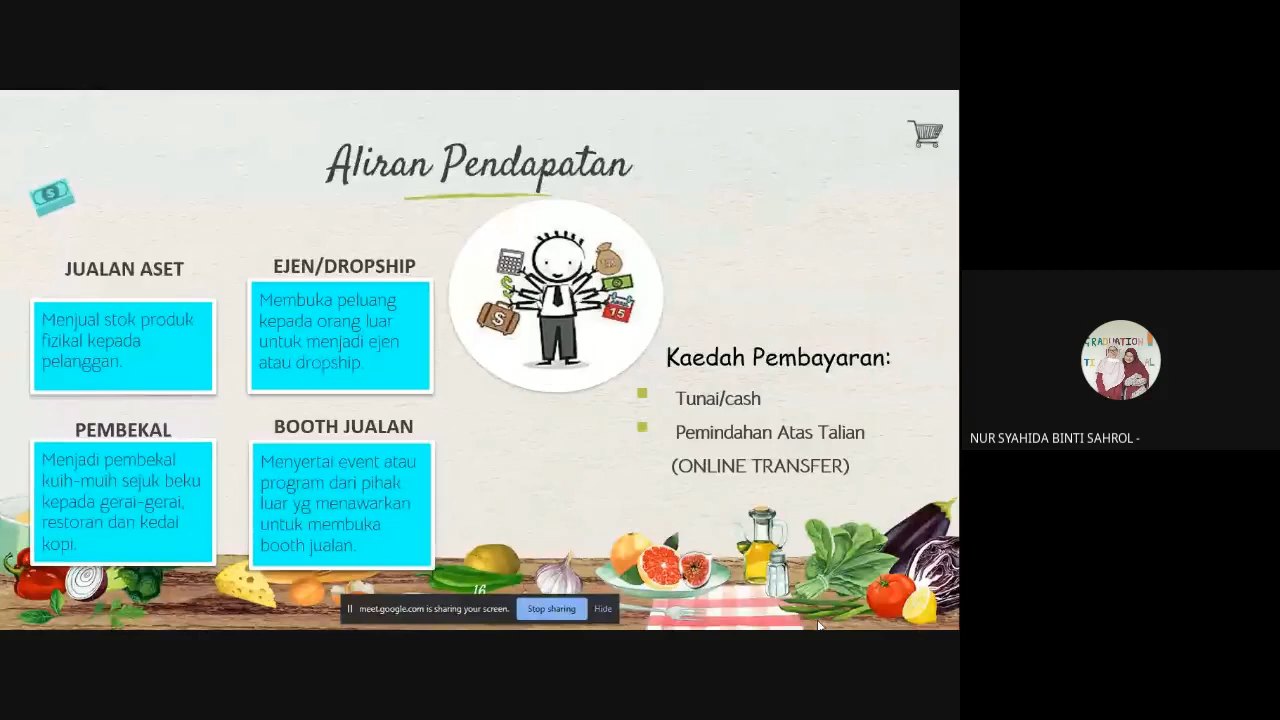 Aliran Pendapatan
JUALAN ASET
Menjual stok produk
fizikal kepada
pelanggan.
EJEN/DROPSHIP
Membuka peluang
kepada orang luar
untuk menjadi ejen
atau dropship.
PEMBEKAL
Menjadi pembekal
kuih-muih sejuk beku
kepada gerai-gerai,
restoran dan kedai
kopi.
BOOTH JUALAN
Menyertai event atau
program dari pihak
luar yg menawarkan
untuk membuka
booth jualan.
15
Kaedah Pembayaran:
Tunai/cash
Pemindahan Atas Talian
(ONLINE TRANSFER)
16
meet.google.com is sharing your screen.
Stop sharing
Hide
GRADUATION
NUR SYAHIDA BINTI SAHROL -